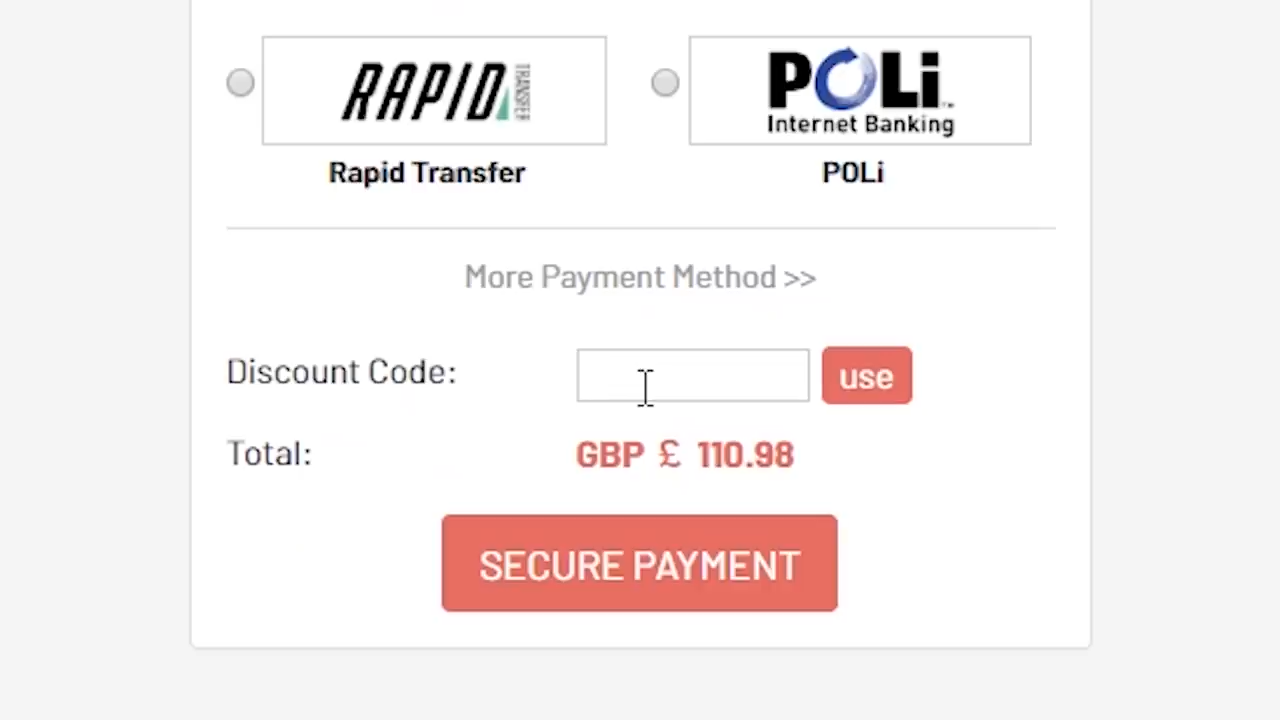 RAPID TRANSFER
POLi™
Internet Banking
Rapid Transfer
POLi
More Payment Method >>
Discount Code:
use
Total:
GBP £ 110.98
SECURE PAYMENT